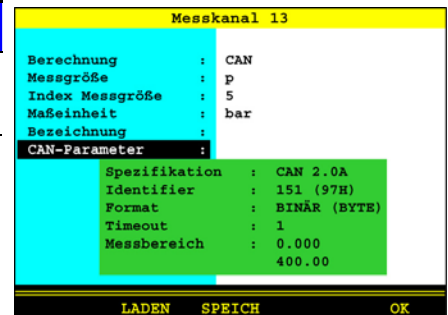 Messkanal 13
Berechnung : CAN
Messgröße : p
Index Messgröße : 5
Maßeinheit : bar
Bezeichnung :
CAN-Parameter :
Spezifikation : CAN 2.0A
Identifier : 151 (97H)
Format : BINÄR (BYTE)
Timeout : 1
Messbereich : 0.000
400.00
LADEN SPEICH OK